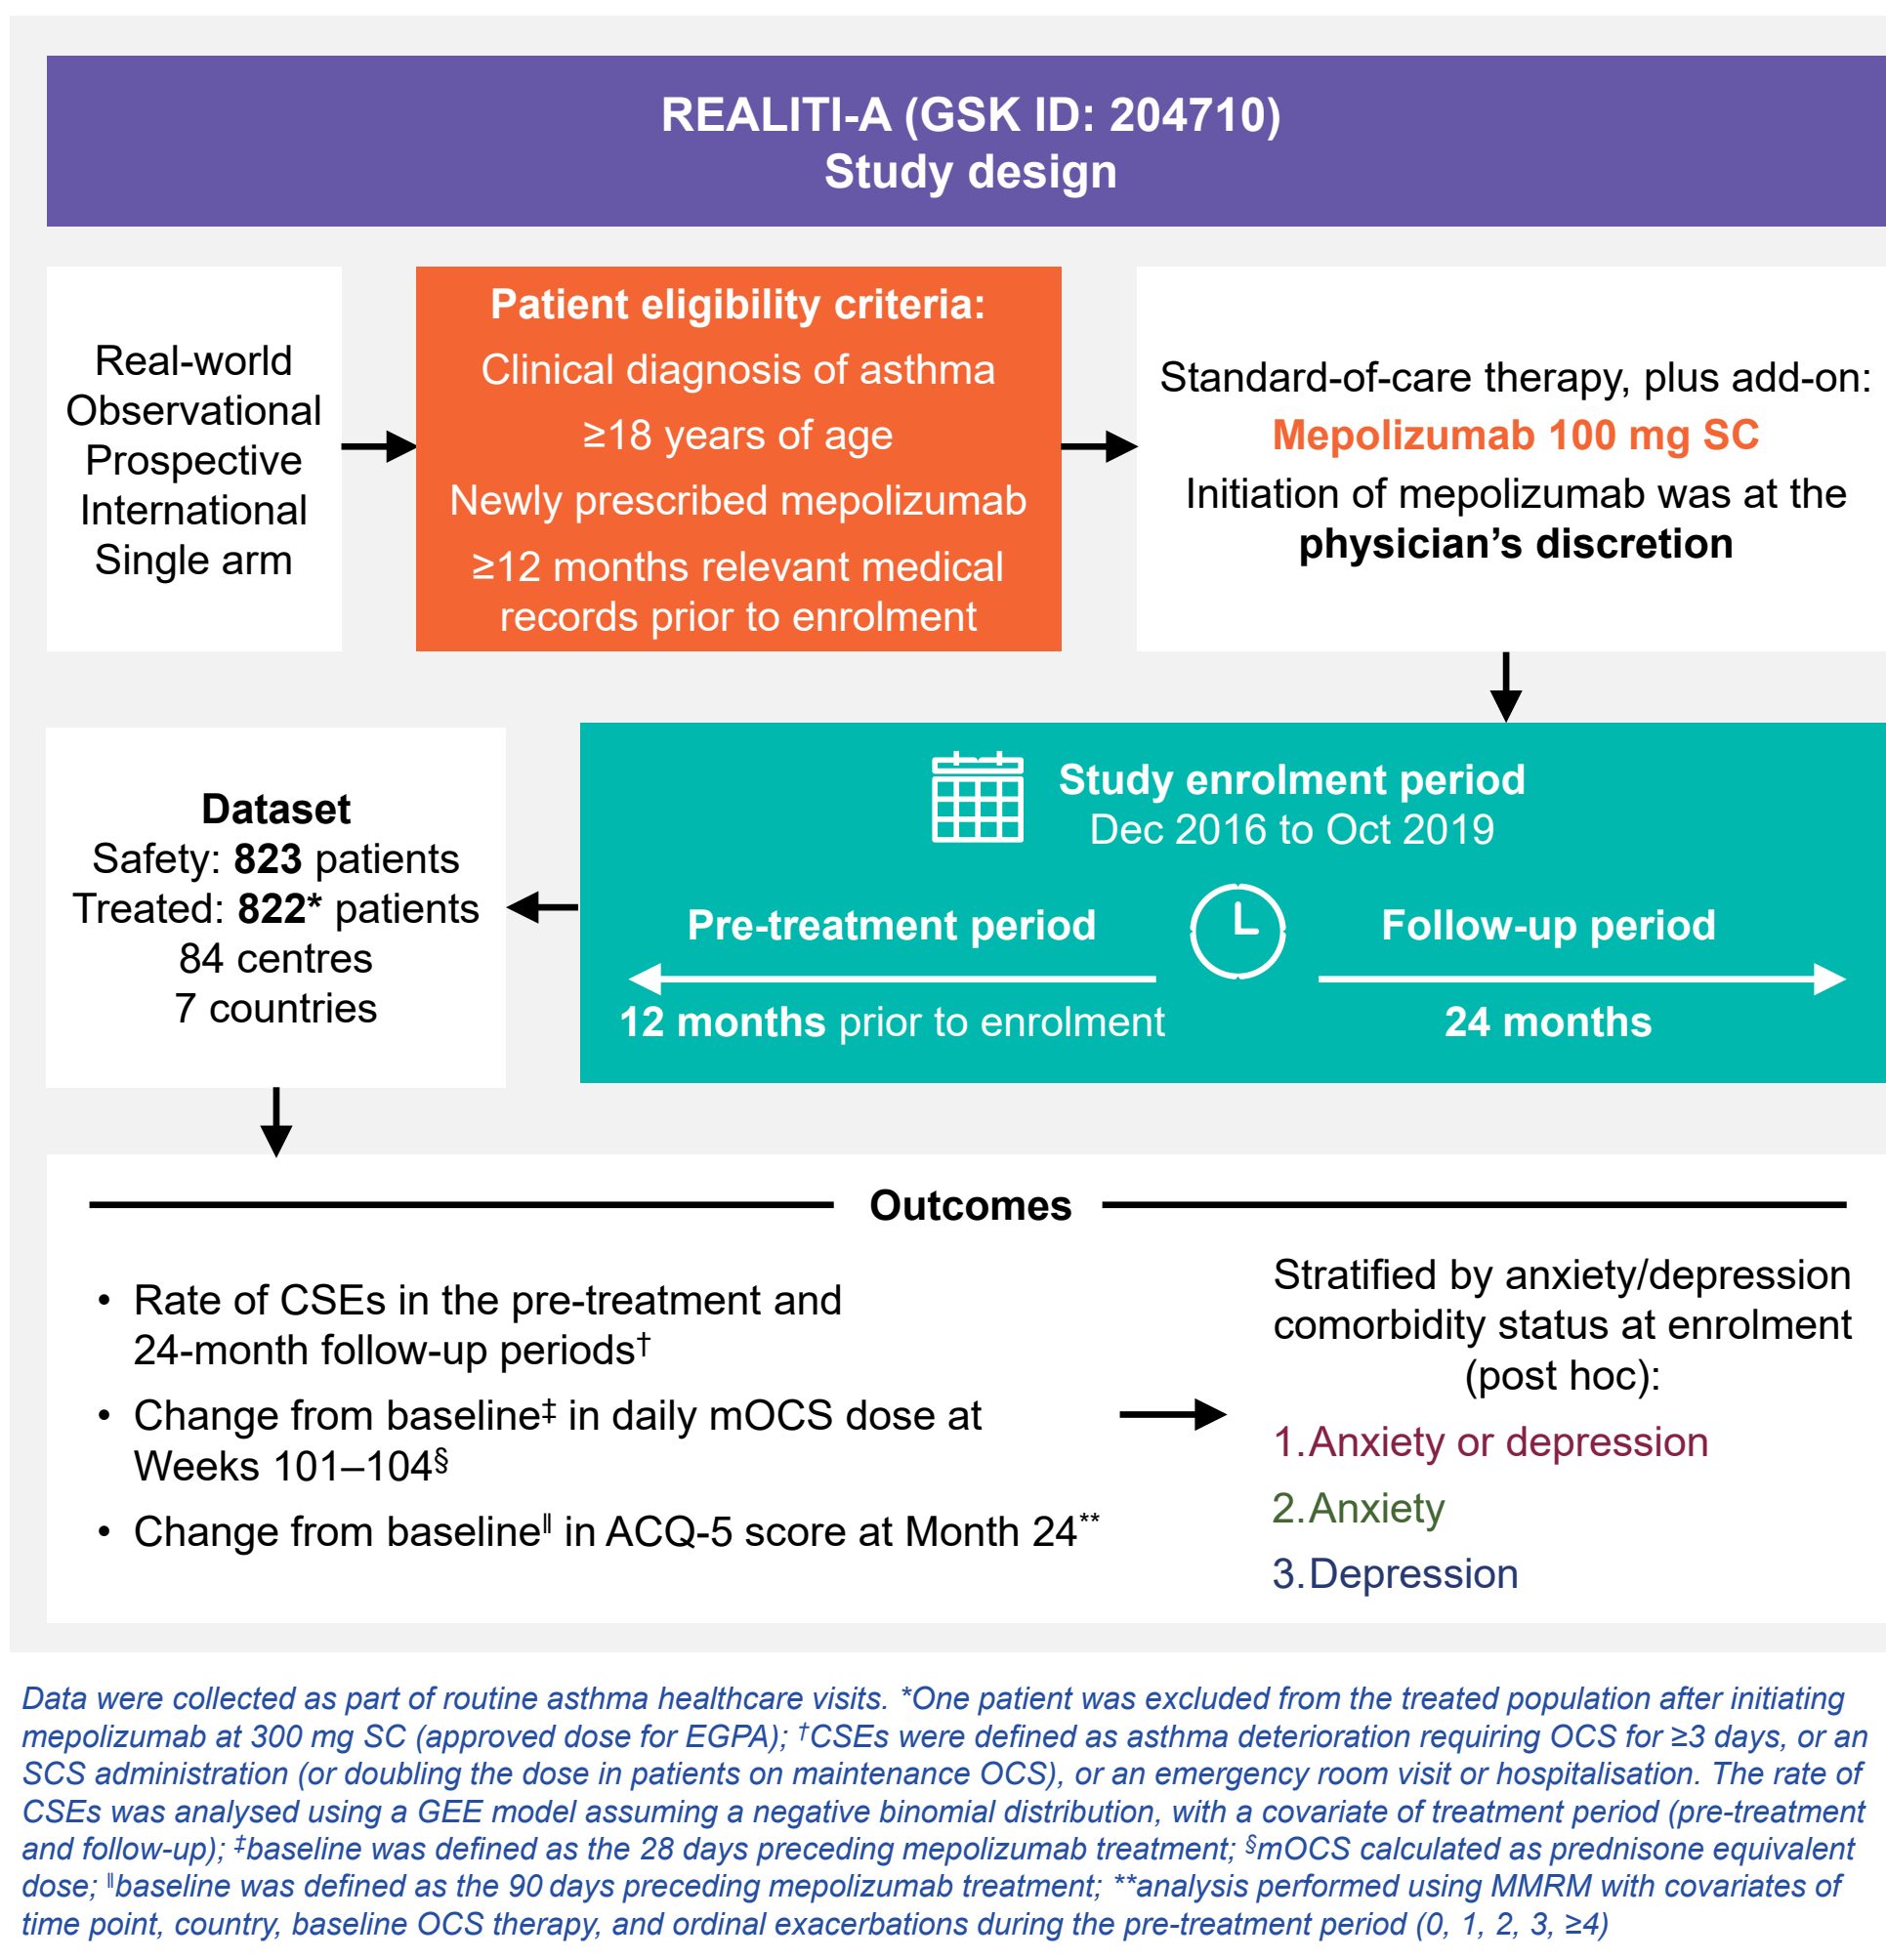 REALITI-A (GSK ID: 204710)
Study design
Real-world
Observational
Prospective
International
Single arm
Patient eligibility criteria:
Clinical diagnosis of asthma
≥18 years of age
Newly prescribed mepolizumab
≥12 months relevant medical
records prior to enrolment
Standard-of-care therapy, plus add-on:
Mepolizumab 100 mg SC
Initiation of mepolizumab was at the
physician’s discretion
Study enrolment period
Dec 2016 to Oct 2019
Pre-treatment period
12 months prior to enrolment
Follow-up period
24 months
Dataset
Safety: 823 patients
Treated: 822* patients
84 centres
7 countries
Outcomes
• Rate of CSEs in the pre-treatment and
24-month follow-up periods†
• Change from baseline‡ in daily mOCS dose at
Weeks 101–104§
• Change from baseline‖ in ACQ-5 score at Month 24**
Stratified by anxiety/depression
comorbidity status at enrolment
(post hoc):
1. Anxiety or depression
2. Anxiety
3. Depression
Data were collected as part of routine asthma healthcare visits. *One patient was excluded from the treated population after initiating
mepolizumab at 300 mg SC (approved dose for EGPA); †CSEs were defined as asthma deterioration requiring OCS for ≥3 days, or an
SCS administration (or doubling the dose in patients on maintenance OCS), or an emergency room visit or hospitalisation. The rate of
CSEs was analysed using a GEE model assuming a negative binomial distribution, with a covariate of treatment period (pre-treatment
and follow-up); ‡baseline was defined as the 28 days preceding mepolizumab treatment; §mOCS calculated as prednisone equivalent
dose; ‖baseline was defined as the 90 days preceding mepolizumab treatment; **analysis performed using MMRM with covariates of
time point, country, baseline OCS therapy, and ordinal exacerbations during the pre-treatment period (0, 1, 2, 3, ≥4)